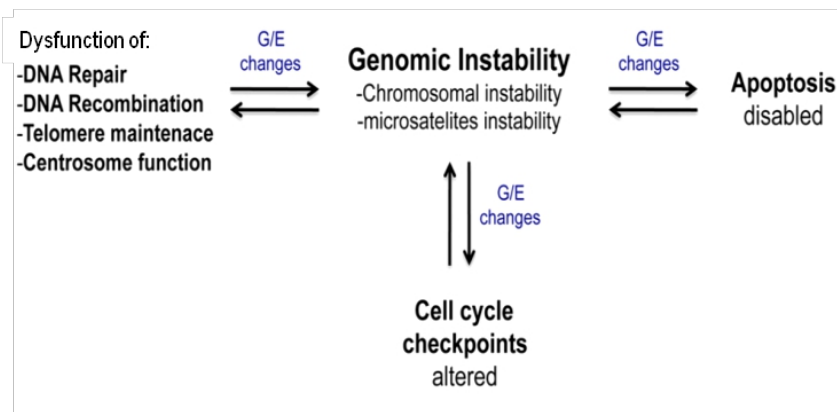 Dysfunction of:
-DNA Repair
-DNA Recombination
-Telomere maintenace
-Centrosome function
G/E
changes
Genomic Instability
-Chromosomal instability
-microsatelites instability
G/E
changes
Apoptosis
disabled
G/E
changes
Cell cycle
checkpoints
altered